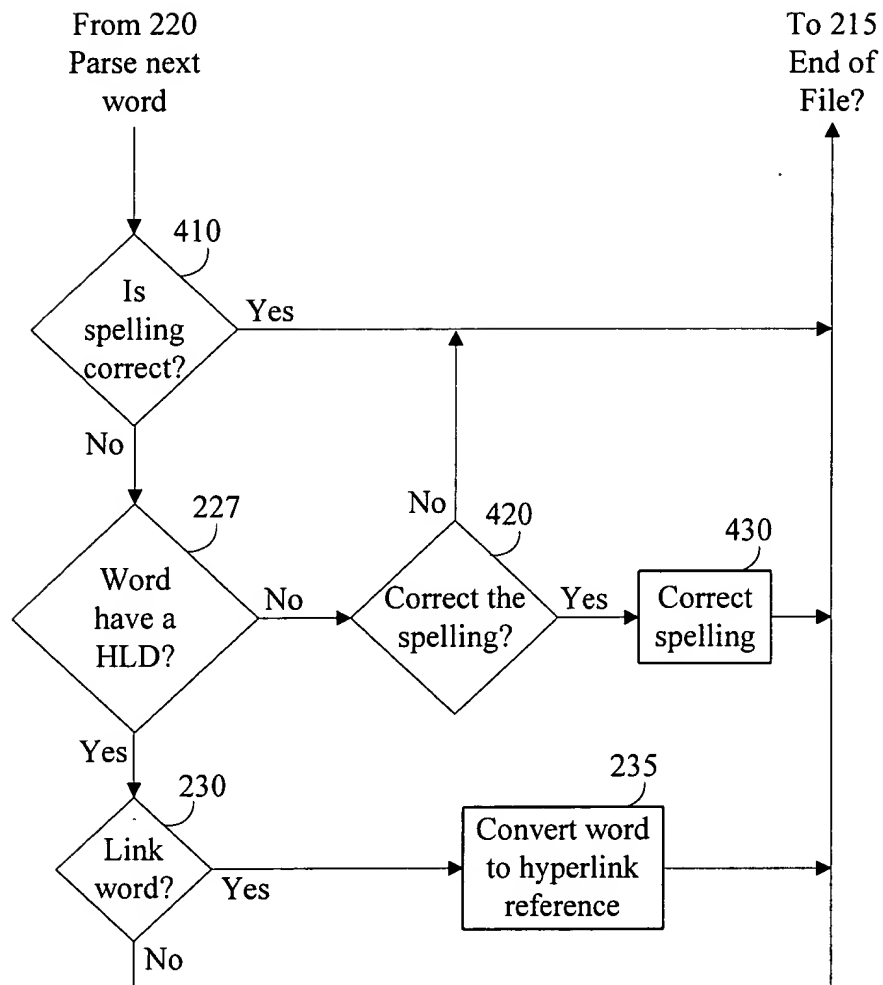 From 220
Parse next
word
To 215
End of
File?
410
Is
spelling
correct?
Yes
No
227
Word
have a
HLD?
No
No
420
Correct the
spelling?
Yes
430
Correct
spelling
Yes
230
Link
word?
Yes
235
Convert word
to hyperlink
reference
No